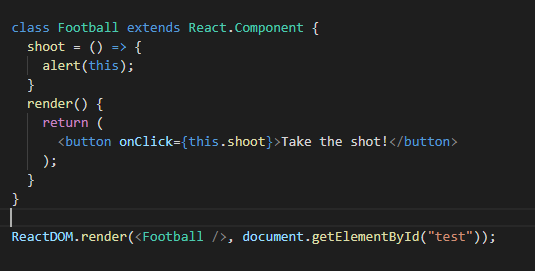 class Football extends React.Component {
  shoot = () => {
    alert(this);
  }
  render() {
    return (
      <button onClick={this.shoot}>Take the shot!</button>
    );
  }
}

ReactDOM.render(<Football />, document.getElementById("test"));